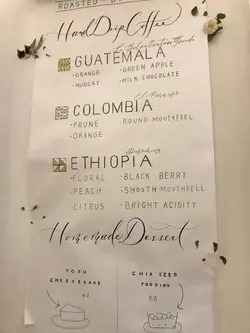 ROASTED
Hand Drip Coffee
GUATEMALA
·ORANGE ·GREEN APPLE
·MUSCAT ·MILK CHOCOLATE
COLOMBIA
·PRUNE ROUND MOUTHFEEL
·ORANGE
ETHIOPIA
·FLORAL ·BLACK BERRY
·PEACH ·SMOOTH MOUTHFELL
·CITRUS ·BRIGHT ACIDITY
Homemade Dessert
TOFU
CHEESECAKE
CHIA SEED
PUDDING
58